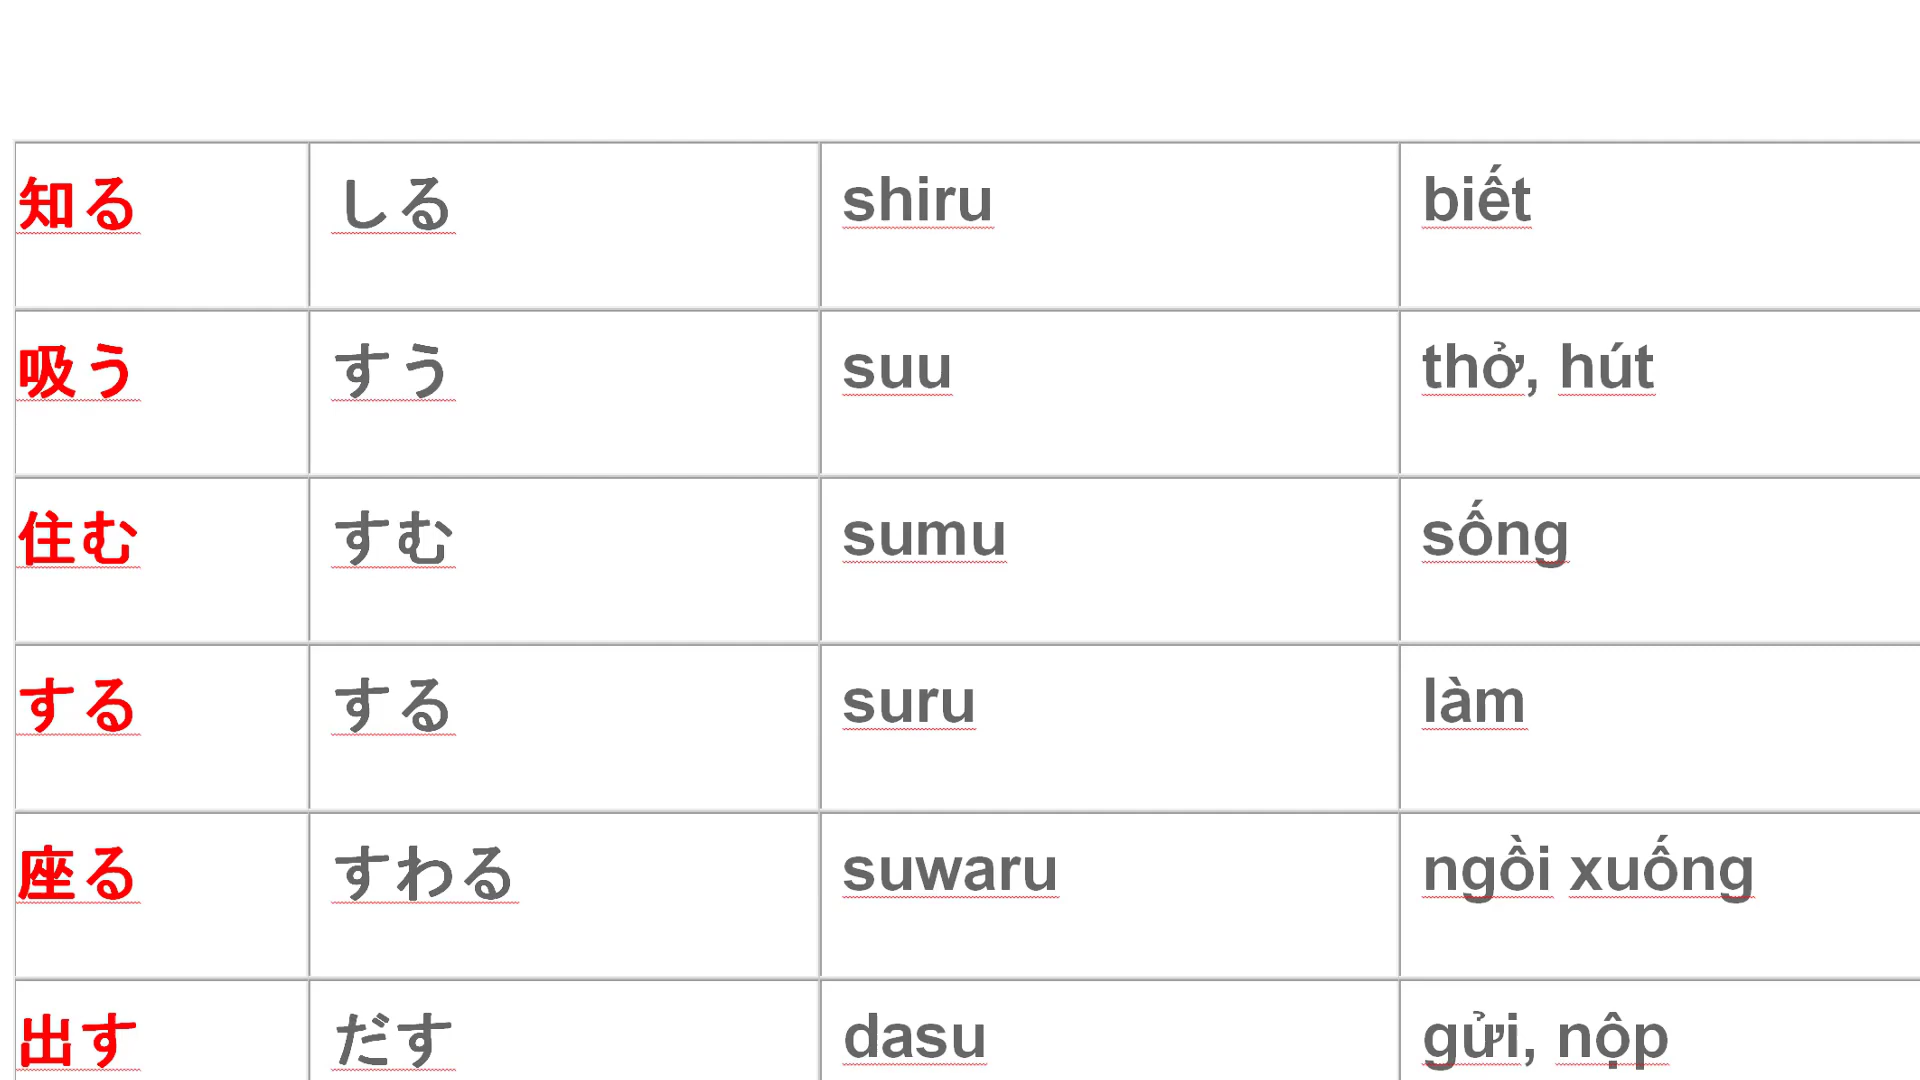 知る しる shiru biết
吸う すう suu thở, hút
住む すむ sumu sống
する する suru làm
座る すわる suwaru ngồi xuống
出す だす dasu gửi, nộp